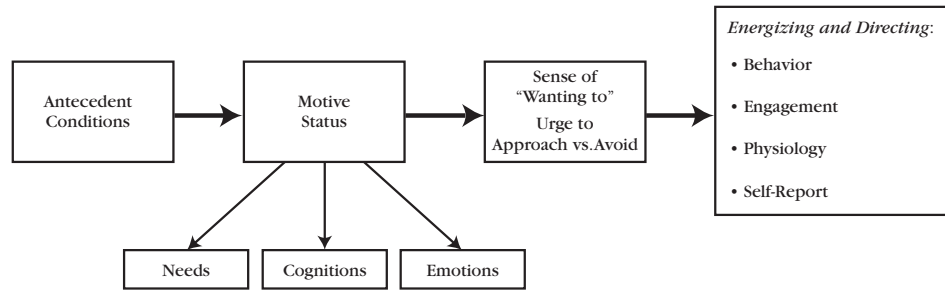 Antecedent
Conditions
Motive
Status
Sense of
“Wanting to”
Urge to
Approach vs. Avoid
Energizing and Directing:
• Behavior
• Engagement
• Physiology
• Self-Report
Needs
Cognitions
Emotions